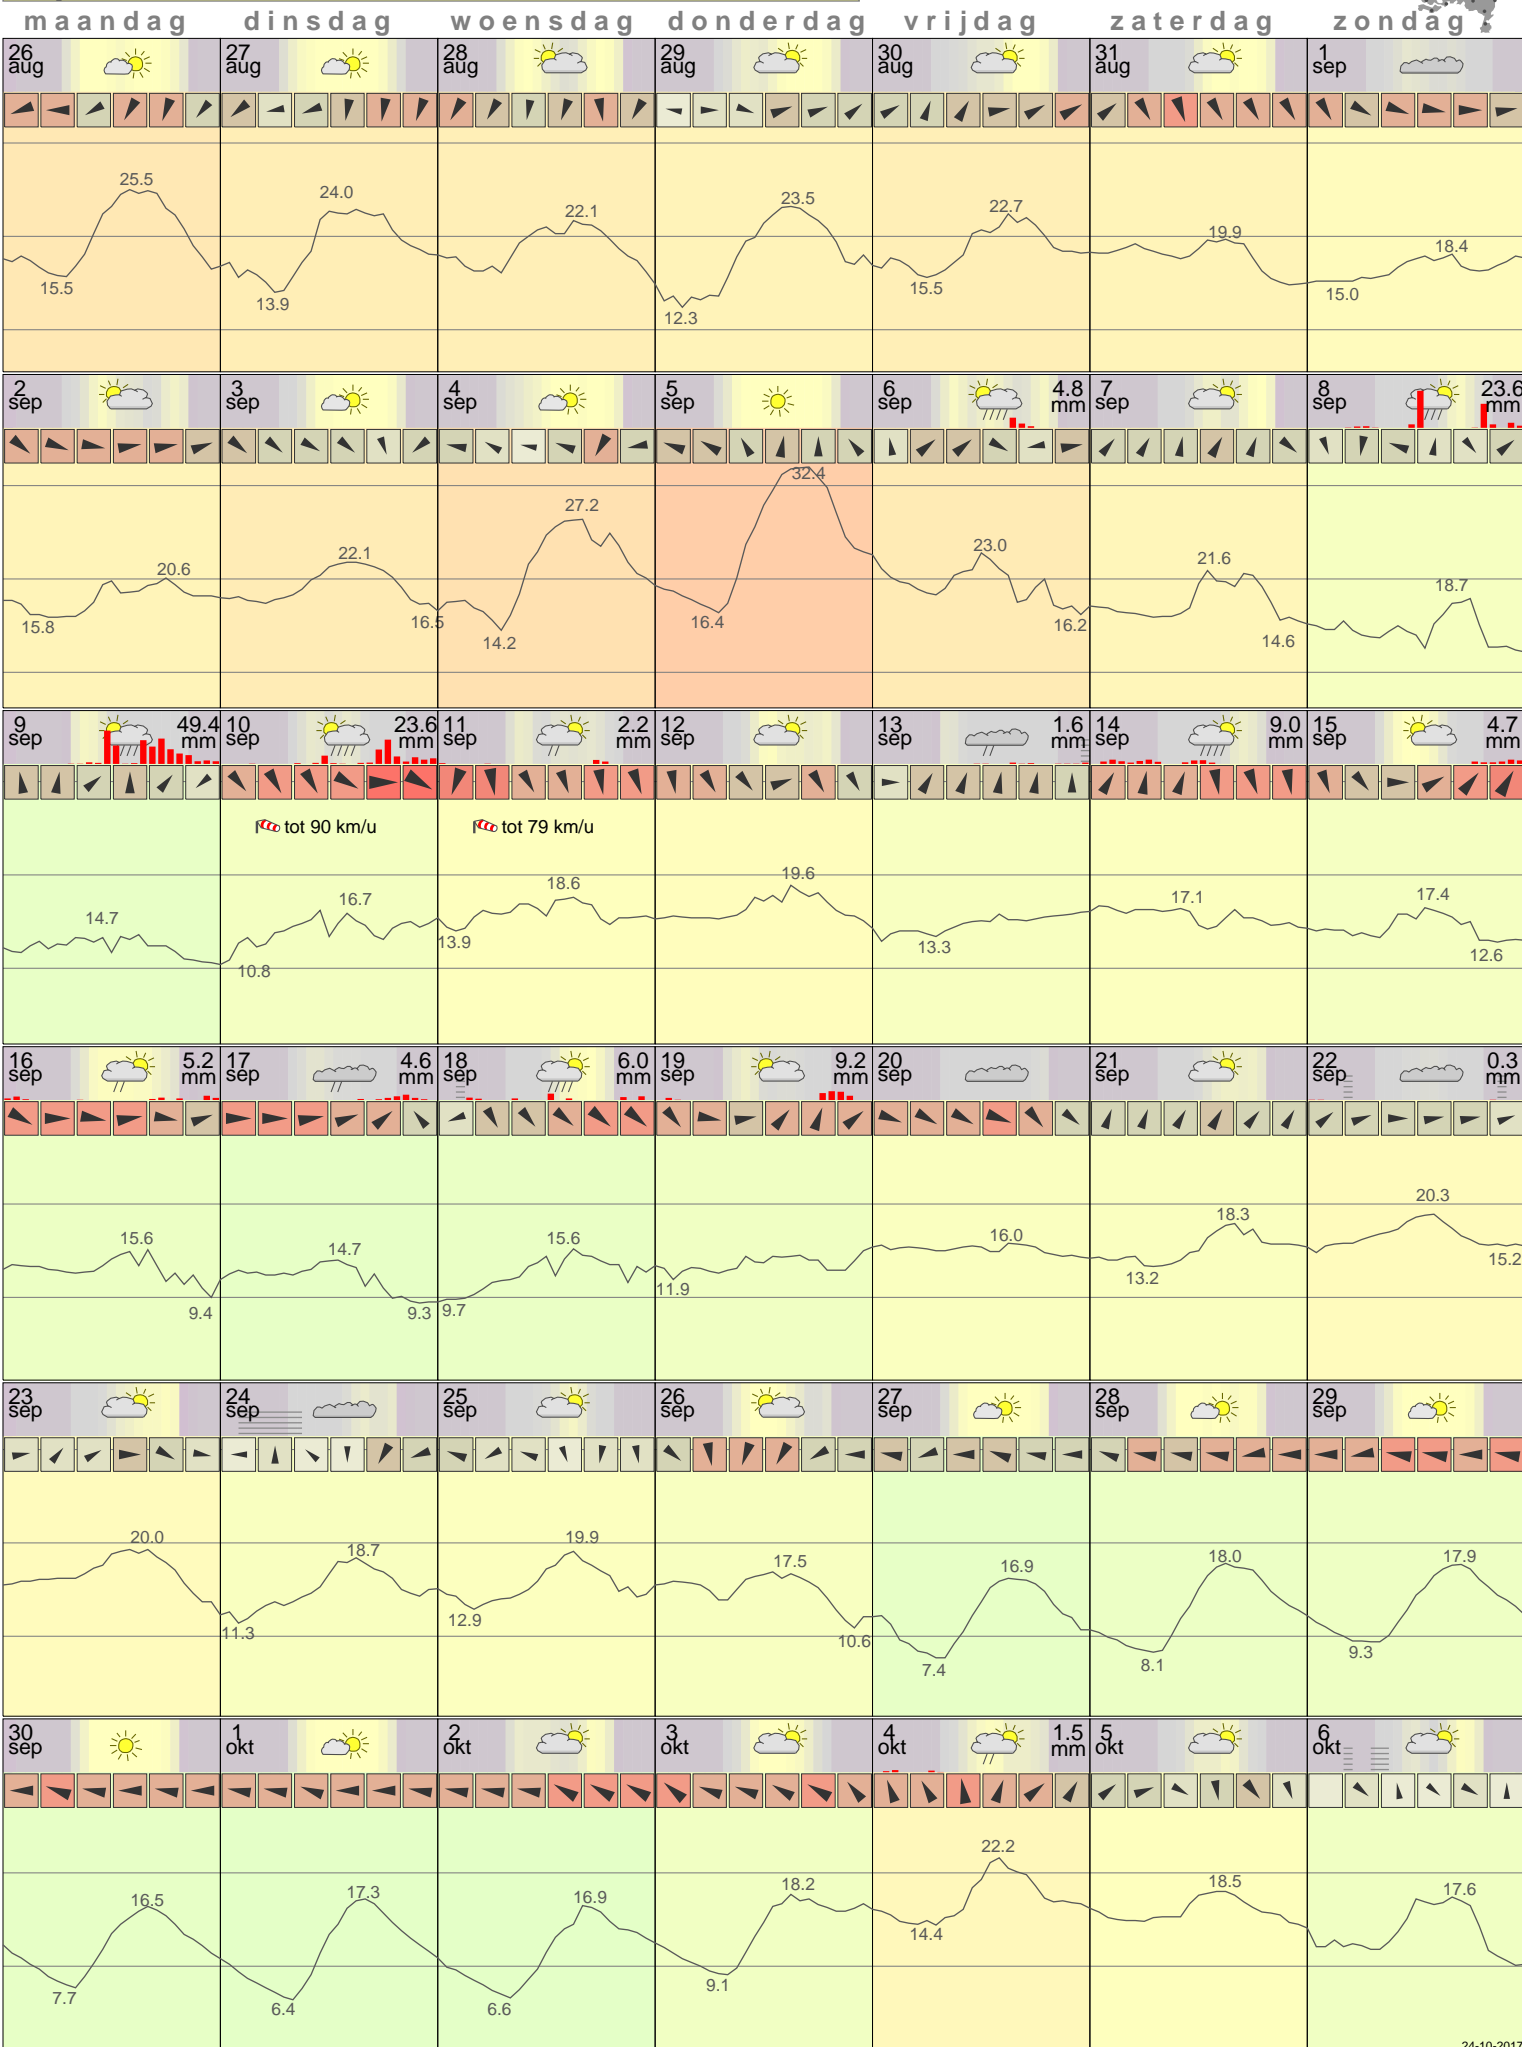 maandag dinsdag woensdag donderdag vrijdag zaterdag zondag
26 27 28 29 30 31 1
aug aug aug aug aug aug sep
25.5 24.0 22.1 23.5 22.7 19.9 18.4
15.5 13.9 12.3 15.5 15.0
2 3 4 5 6 4.8 7 8 23.6
sep sep sep sep sep mm sep sep mm
20.6 22.1 27.2 32.4 23.0 21.6 18.7
15.8 16.5 14.2 16.4 16.2 14.6
9 49.4 10 23.6 11 2.2 12 13 1.6 14 9.0 15 4.7
sep mm sep mm sep mm sep sep mm sep mm sep mm
tot 90 km/u tot 79 km/u
14.7 16.7 18.6 19.6 17.1 17.4
10.8 13.9 13.3 12.6
16 5.2 17 4.6 18 6.0 19 9.2 20 21 22 0.3
sep mm sep mm sep mm sep mm sep sep sep mm
15.6 14.7 15.6 16.0 18.3 20.3
9.4 9.3 9.7 11.9 13.2 15.2
23 24 25 26 27 28 29
sep sep sep sep sep sep sep
20.0 18.7 19.9 17.5 16.9 18.0 17.9
11.3 12.9 10.6 7.4 8.1 9.3
30 1 2 3 4 1.5 5 6
sep okt okt okt okt mm okt okt
16.5 17.3 16.9 18.2 22.2 18.5 17.6
7.7 6.4 6.6 9.1 14.4
24-10-2017